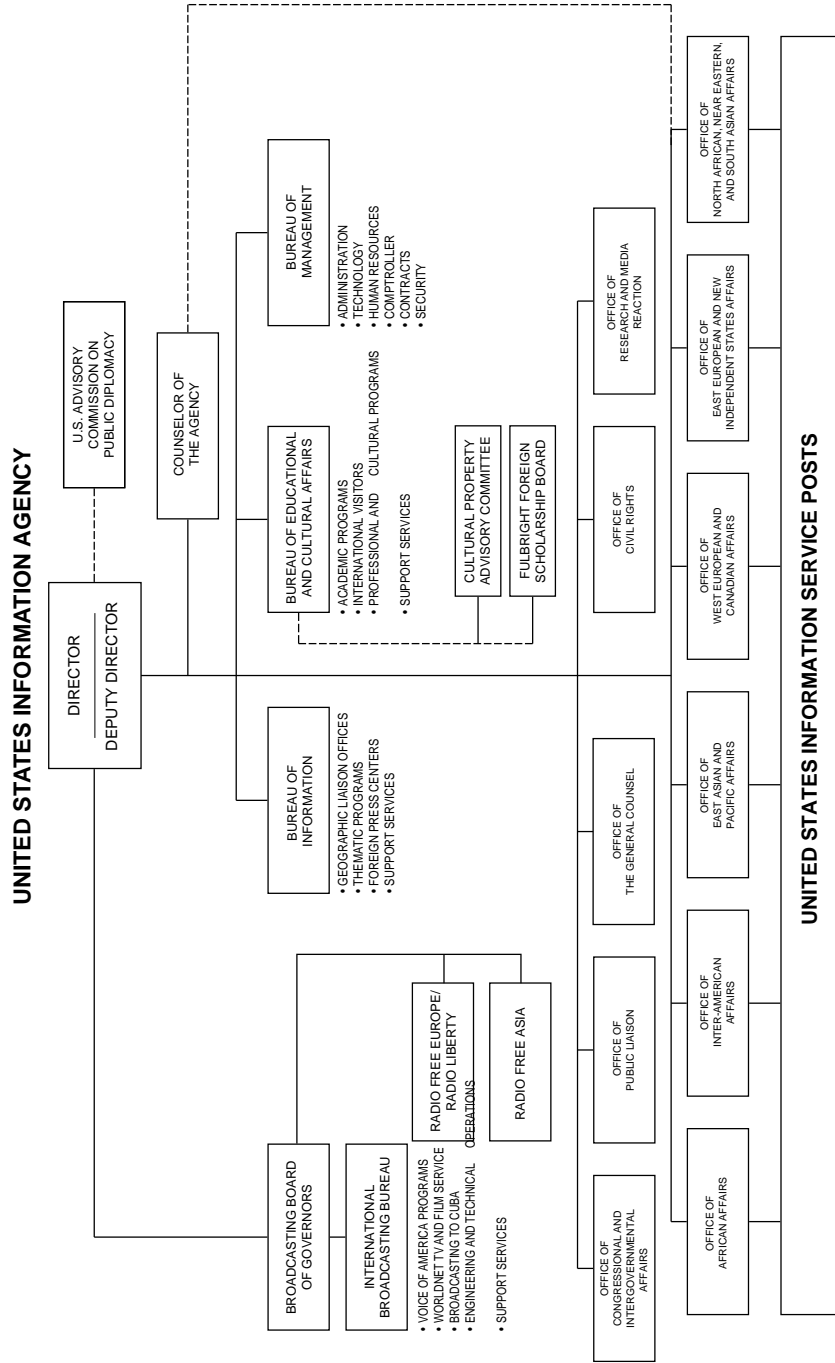 UNITED STATES INFORMATION AGENCY
DIRECTOR
DEPUTY DIRECTOR
U.S. ADVISORY
COMMISSION ON
PUBLIC DIPLOMACY
COUNSELOR OF
THE AGENCY
BROADCASTING BOARD
OF GOVERNORS
INTERNATIONAL
BROADCASTING BUREAU
• VOICE OF AMERICA PROGRAMS
• WORLDNET TV AND FILM SERVICE
• BROADCASTING TO CUBA
• ENGINEERING AND TECHNICAL OPERATIONS
• SUPPORT SERVICES
RADIO FREE EUROPE/
RADIO LIBERTY
RADIO FREE ASIA
BUREAU OF
INFORMATION
• GEOGRAPHIC LIAISON OFFICES
• THEMATIC PROGRAMS
• FOREIGN PRESS CENTERS
• SUPPORT SERVICES
BUREAU OF EDUCATIONAL
AND CULTURAL AFFAIRS
• ACADEMIC PROGRAMS
• INTERNATIONAL VISITORS
• PROFESSIONAL AND CULTURAL PROGRAMS
• SUPPORT SERVICES
CULTURAL PROPERTY
ADVISORY COMMITTEE
FULBRIGHT FOREIGN
SCHOLARSHIP BOARD
BUREAU OF
MANAGEMENT
• ADMINISTRATION
• TECHNOLOGY
• HUMAN RESOURCES
• COMPTROLLER
• CONTRACTS
• SECURITY
OFFICE OF
CONGRESSIONAL AND
INTERGOVERNMENTAL
AFFAIRS
OFFICE OF
PUBLIC LIAISON
OFFICE OF
THE GENERAL COUNSEL
OFFICE OF
CIVIL RIGHTS
OFFICE OF
RESEARCH AND MEDIA
REACTION
OFFICE OF
AFRICAN AFFAIRS
OFFICE OF
INTER-AMERICAN
AFFAIRS
OFFICE OF
EAST ASIAN AND
PACIFIC AFFAIRS
OFFICE OF
WEST EUROPEAN AND
CANADIAN AFFAIRS
OFFICE OF
EAST EUROPEAN AND NEW
INDEPENDENT STATES AFFAIRS
OFFICE OF
NORTH AFRICAN, NEAR EASTERN,
AND SOUTH ASIAN AFFAIRS
UNITED STATES INFORMATION SERVICE POSTS